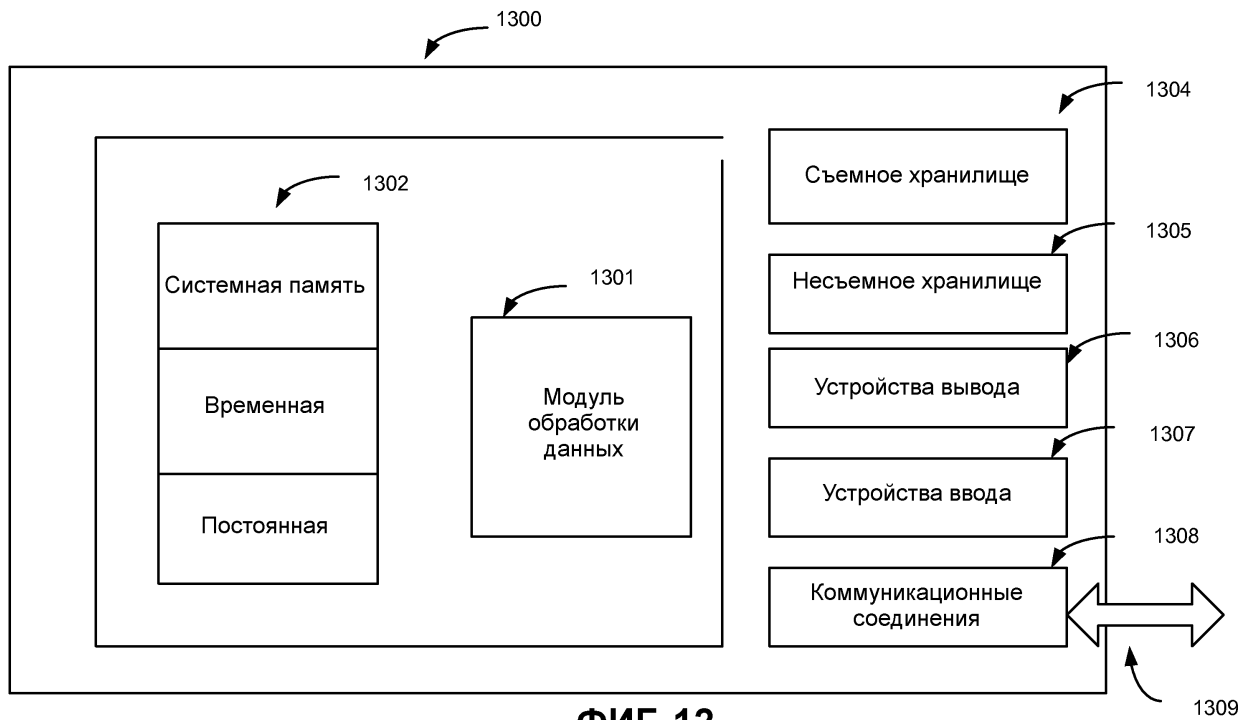 1300
1304
Съемное хранилище
1302
1305
Системная память
Несъемное хранилище
1301
1306
Временная
Модуль
обработки
данных
Устройства вывода
1307
Устройства ввода
Постоянная
1308
Коммуникационные
соединения
1309